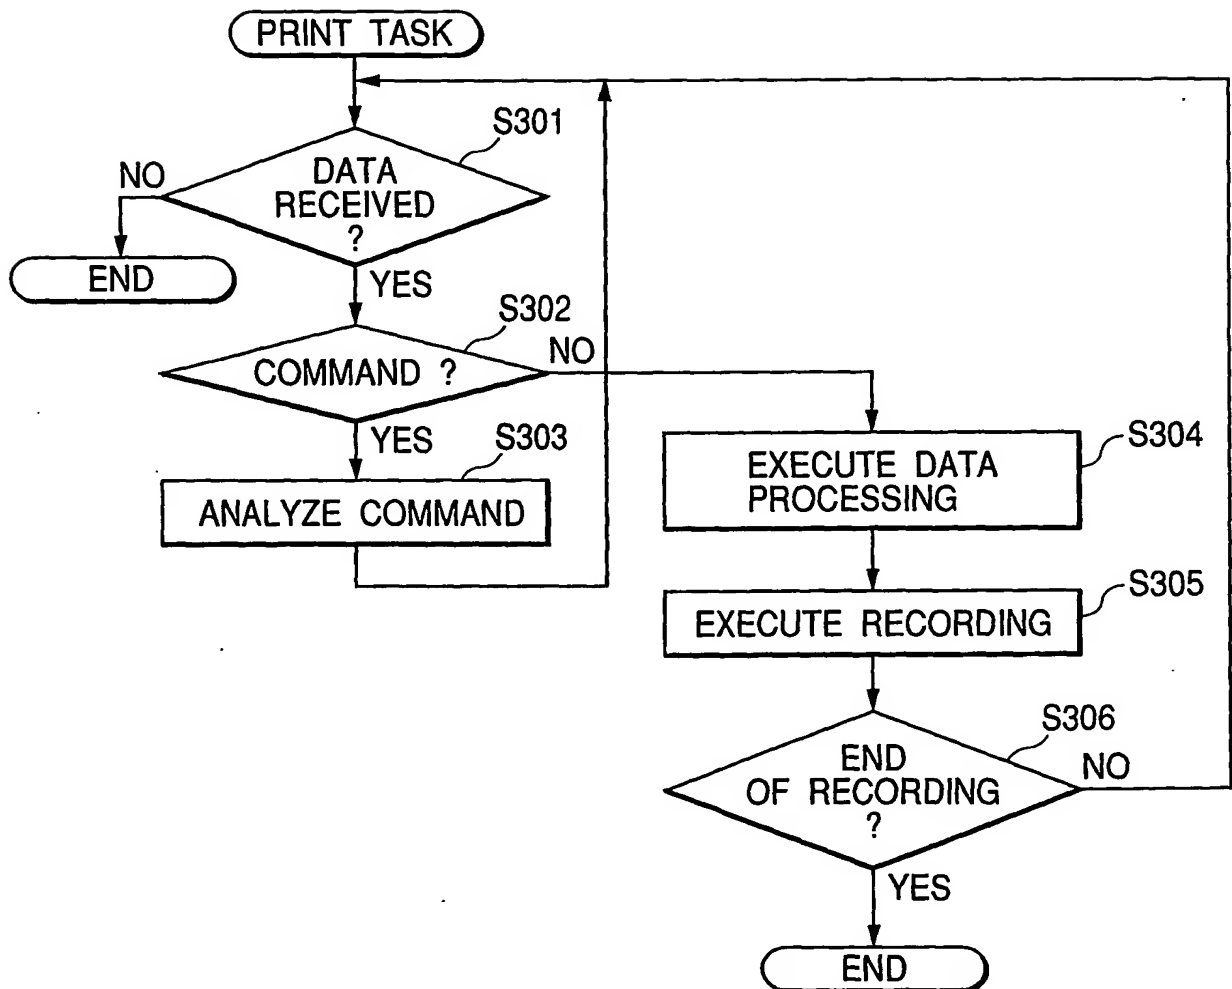 PRINT TASK
S301
NO
DATA
RECEIVED
?
END
YES
S302
COMMAND ?
NO
YES
S303
ANALYZE COMMAND
S304
EXECUTE DATA
PROCESSING
S305
EXECUTE RECORDING
S306
END
OF RECORDING
?
NO
YES
END